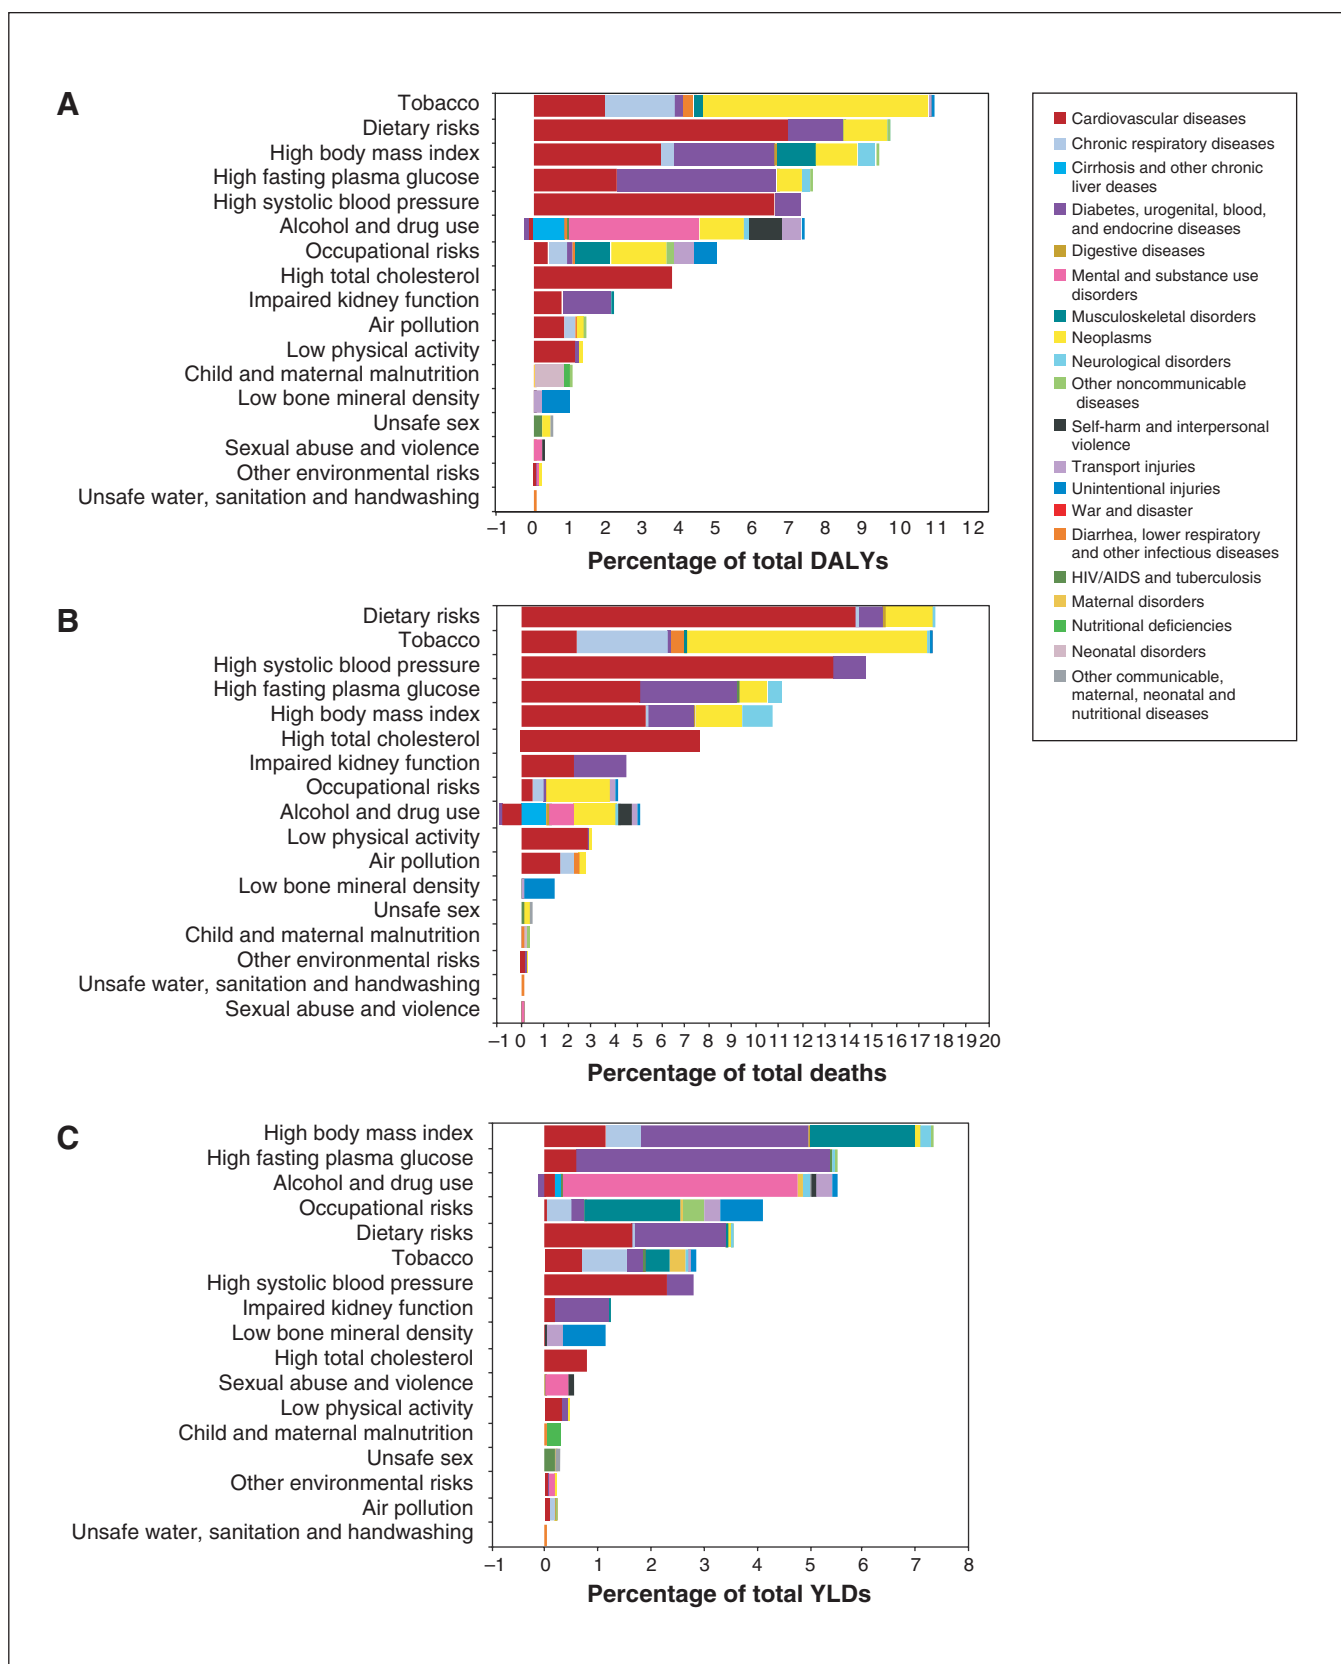 A
Tobacco
Dietary risks
High body mass index
High fasting plasma glucose
High systolic blood pressure
Alcohol and drug use
Occupational risks
High total cholesterol
Impaired kidney function
Air pollution
Low physical activity
Child and maternal malnutrition
Low bone mineral density
Unsafe sex
Sexual abuse and violence
Other environmental risks
Unsafe water, sanitation and handwashing
–1 0 1 2 3 4 5 6 7 8 9 10 11 12
Percentage of total DALYs
Cardiovascular diseases
Chronic respiratory diseases
Cirrhosis and other chronic
liver deases
Diabetes, urogenital, blood,
and endocrine diseases
Digestive diseases
Mental and substance use
disorders
Musculoskeletal disorders
Neoplasms
Neurological disorders
Other noncommunicable
diseases
Self-harm and interpersonal
violence
Transport injuries
Unintentional injuries
War and disaster
Diarrhea, lower respiratory
and other infectious diseases
HIV/AIDS and tuberculosis
Maternal disorders
Nutritional deficiencies
Neonatal disorders
Other communicable,
maternal, neonatal and
nutritional diseases
B
Dietary risks
Tobacco
High systolic blood pressure
High fasting plasma glucose
High body mass index
High total cholesterol
Impaired kidney function
Occupational risks
Alcohol and drug use
Low physical activity
Air pollution
Low bone mineral density
Unsafe sex
Child and maternal malnutrition
Other environmental risks
Unsafe water, sanitation and handwashing
Sexual abuse and violence
–1 0 1 2 3 4 5 6 7 8 9 10 11 12 13 14 15 16 17 18 19 20
Percentage of total deaths
C
High body mass index
High fasting plasma glucose
Alcohol and drug use
Occupational risks
Dietary risks
Tobacco
High systolic blood pressure
Impaired kidney function
Low bone mineral density
High total cholesterol
Sexual abuse and violence
Low physical activity
Child and maternal malnutrition
Unsafe sex
Other environmental risks
Air pollution
Unsafe water, sanitation and handwashing
–1 0 1 2 3 4 5 6 7 8
Percentage of total YLDs